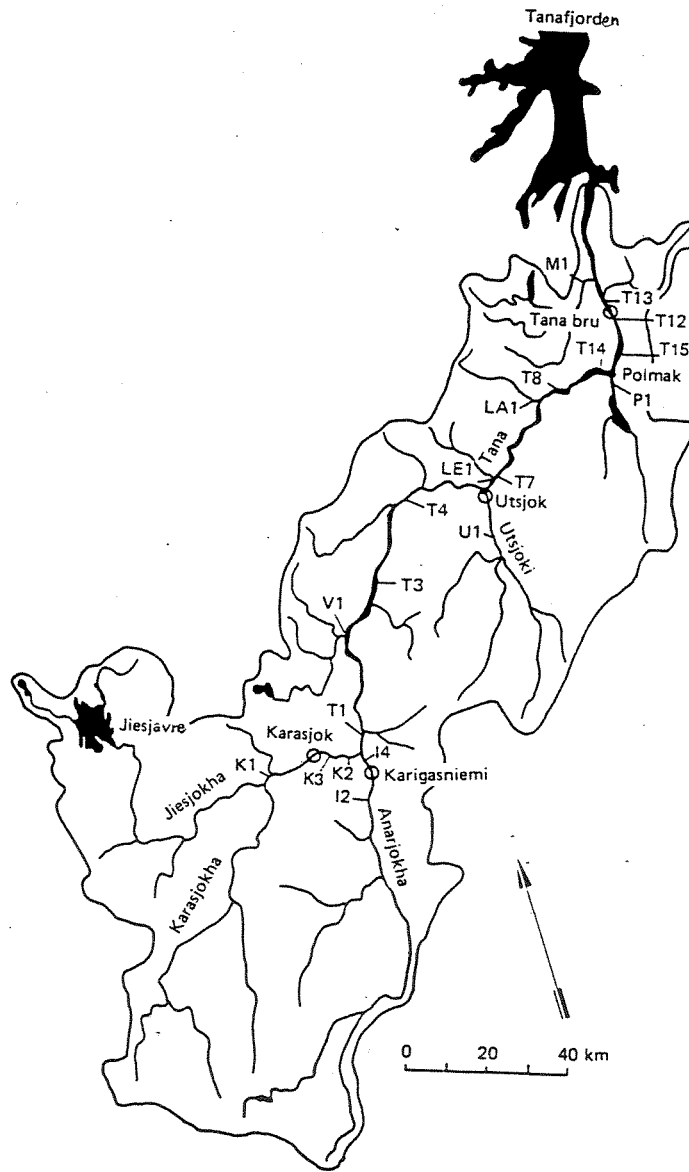 Tanafjorden
M1
T13
Tana bru
T12
T14
T15
Polmak
T8
P1
LA1
Tana
LE1
T7
Utsjok
T4
U1
Utsjoki
T3
V1
T1
Jiesjavre
Karasjok
I4
K1
K3
K2
Karigasniemi
I2
Jiesjokha
Anarjokha
Karasjokha
0 20 40 km